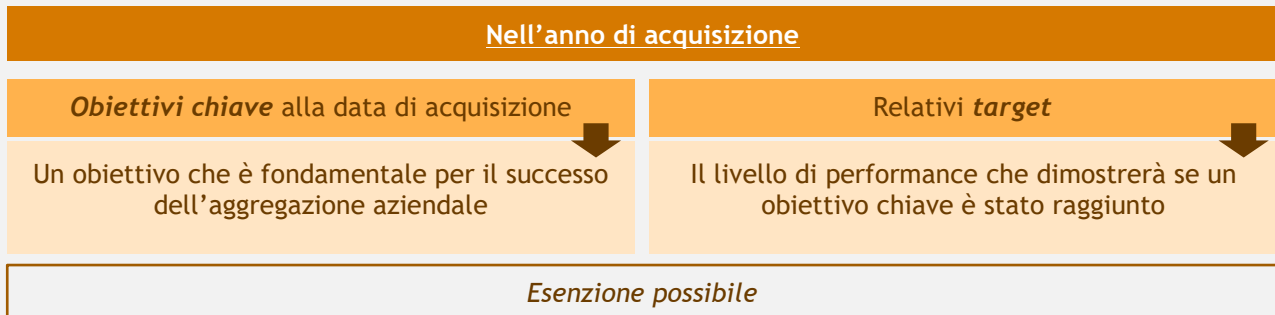 Nell’anno di acquisizione
Obiettivi chiave alla data di acquisizione
Relativi target
Un obiettivo che è fondamentale per il successo
dell’aggregazione aziendale
Il livello di performance che dimostrerà se un
obiettivo chiave è stato raggiunto
Esenzione possibile